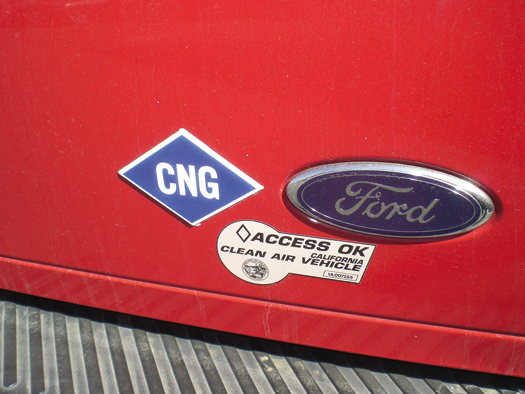 CNG
Ford
ACCESS OK
CALIFORNIA
CLEAN AIR VEHICLE